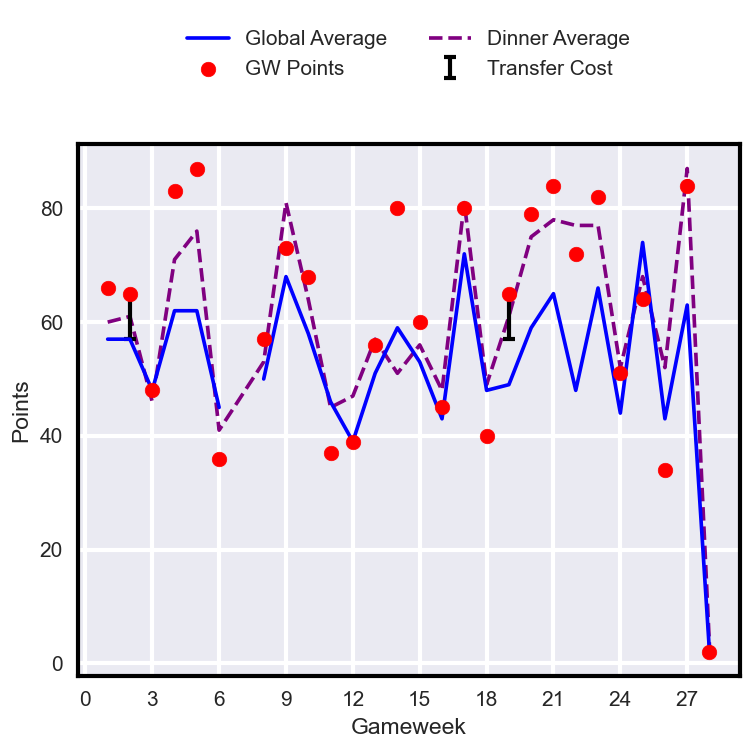 Global Average
Dinner Average
GW Points
Transfer Cost
80
60
40
20
0
Points
0 3 6 9 12 15 18 21 24 27
Gameweek